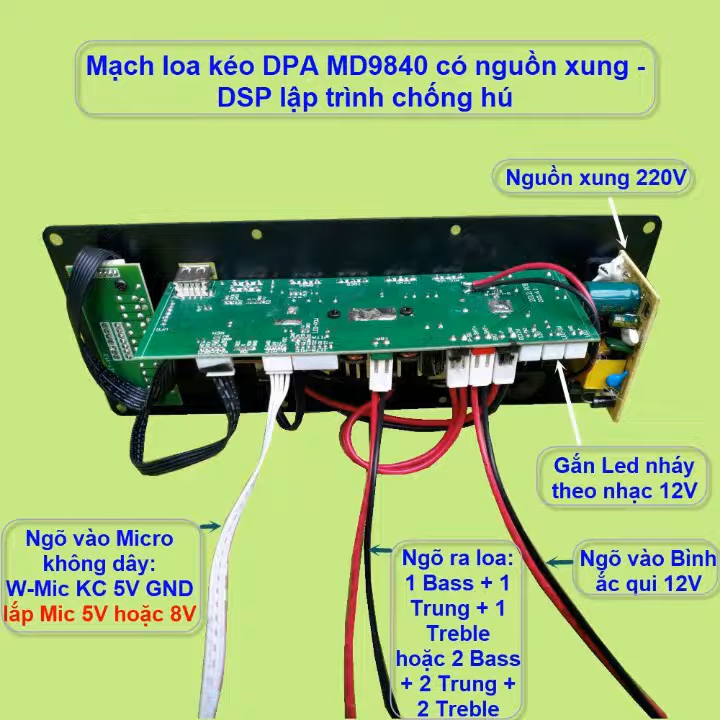 Mạch loa kéo DPA MD9840 có nguồn xung -
DSP lập trình chống hú
Nguồn xung 220V
Gắn Led nháy
theo nhạc 12V
Ngõ vào Micro
không dây:
W-Mic KC 5V GND
lắp Mic 5V hoặc 8V
Ngõ ra loa:
1 Bass + 1
Trung + 1
Treble
hoặc 2 Bass
+ 2 Trung +
2 Treble
Ngõ vào Bình
ắc qui 12V